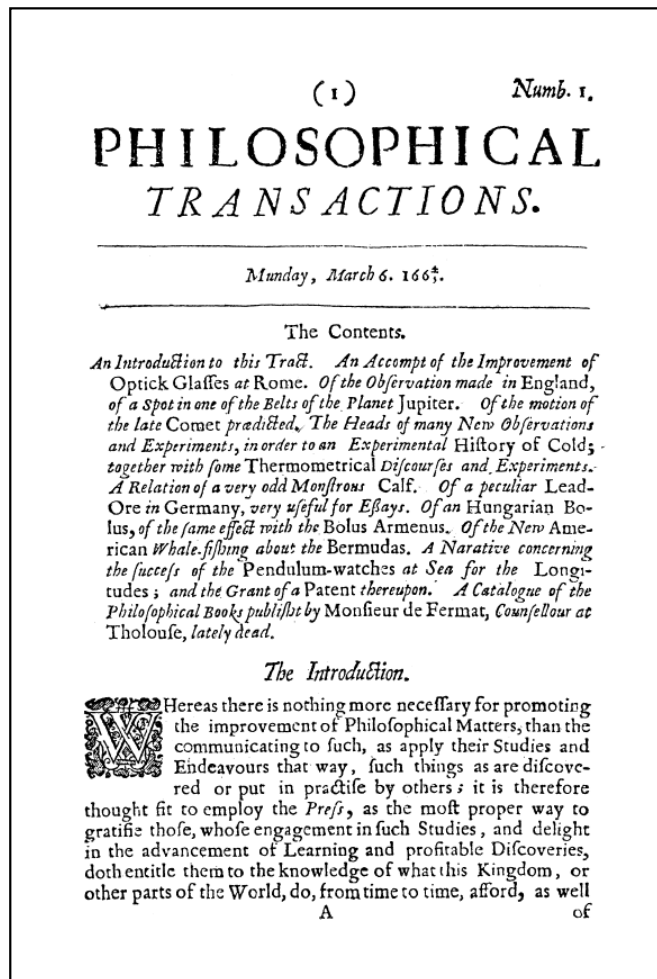 (1) Numb. 1.
PHILOSOPHICAL
TRANSACTIONS.
Munday, March 6. 166⁴⁄₅.
The Contents.
An Introduction to this Tract. An Accompt of the Improvement of
Optick Glaſſes at Rome. Of the Obſervation made in England,
of a Spot in one of the Belts of the Planet Jupiter. Of the motion of
the late Comet prædicted. The Heads of many New Obſervations
and Experiments, in order to an Experimental Hiſtory of Cold;
together with ſome Thermometrical Diſcourſes and Experiments.
A Relation of a very odd Monſtrous Calf. Of a peculiar Lead-
Ore in Germany, very uſeful for Eſſays. Of an Hungarian Bo-
lus, of the ſame effect with the Bolus Armenus. Of the New Ame-
rican Whale-fiſhing about the Bermudas. A Narative concerning
the ſucceſs of the Pendulum-watches at Sea for the Longi-
tudes; and the Grant of a Patent thereupon. A Catalogue of the
Philoſophical Books publiſht by Monſieur de Fermat, Counſellour at
Tholouſe, lately dead.
The Introduction.
WHereas there is nothing more neceſſary for promoting
the improvement of Philoſophical Matters, than the
communicating to ſuch, as apply their Studies and
Endeavours that way, ſuch things as are diſcove-
red or put in practiſe by others; it is therefore
thought fit to employ the Preſs, as the moſt proper way to
gratifie thoſe, whoſe engagement in ſuch Studies, and delight
in the advancement of Learning and profitable Diſcoveries,
doth entitle them to the knowledge of what this Kingdom, or
other parts of the World, do, from time to time, afford, as well
A of